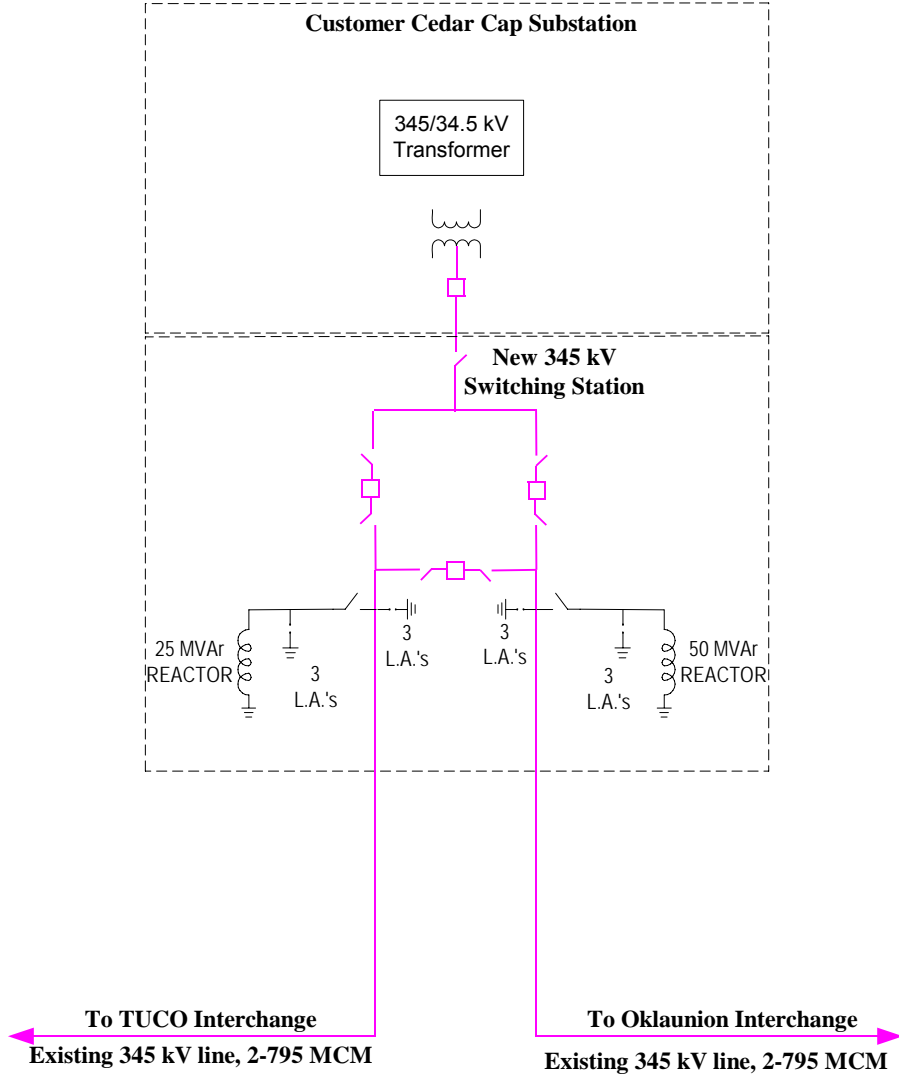 Customer Cedar Cap Substation
345/34.5 kV
Transformer
New 345 kV
Switching Station
25 MVAr
REACTOR
3
L.A.'s
3
L.A.'s
3
L.A.'s
3
L.A.'s
50 MVAr
REACTOR
To TUCO Interchange
Existing 345 kV line, 2-795 MCM
To Oklaunion Interchange
Existing 345 kV line, 2-795 MCM